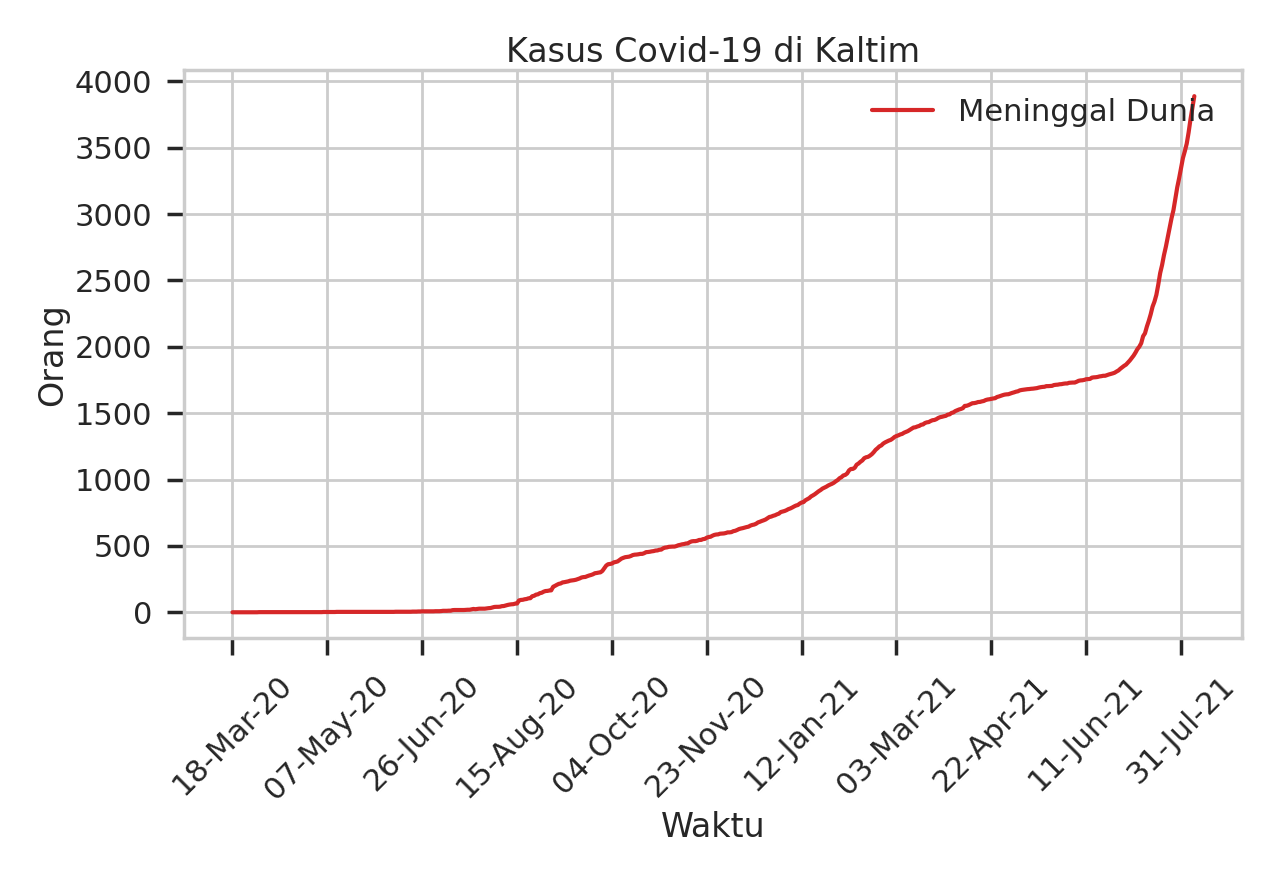 Kasus Covid-19 di Kaltim
Meninggal Dunia
4000
3500
3000
2500
2000
1500
1000
500
0
Orang
18-Mar-20
07-May-20
26-Jun-20
15-Aug-20
04-Oct-20
23-Nov-20
12-Jan-21
03-Mar-21
22-Apr-21
11-Jun-21
31-Jul-21
Waktu